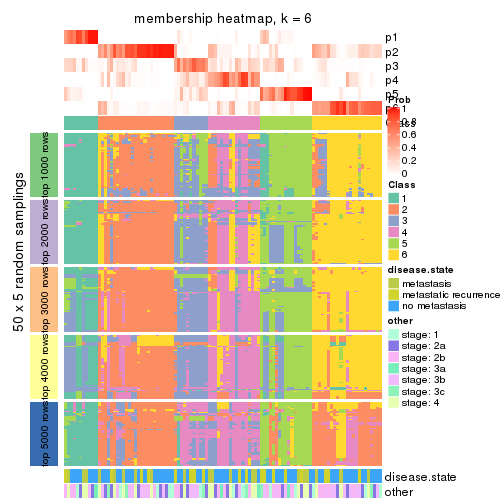 membership heatmap, k = 6
p1
p2
p3
p4
p5
p6
Prob
1
0.8
0.6
0.4
0.2
0
Class
Class
1
2
3
4
5
6
disease.state
metastasis
metastatic recurrence
no metastasis
other
stage: 1
stage: 2a
stage: 2b
stage: 3a
stage: 3b
stage: 3c
stage: 4
50 x 5 random samplings
top 1000 rows
top 2000 rows
top 3000 rows
top 4000 rows
top 5000 rows
disease.state
other